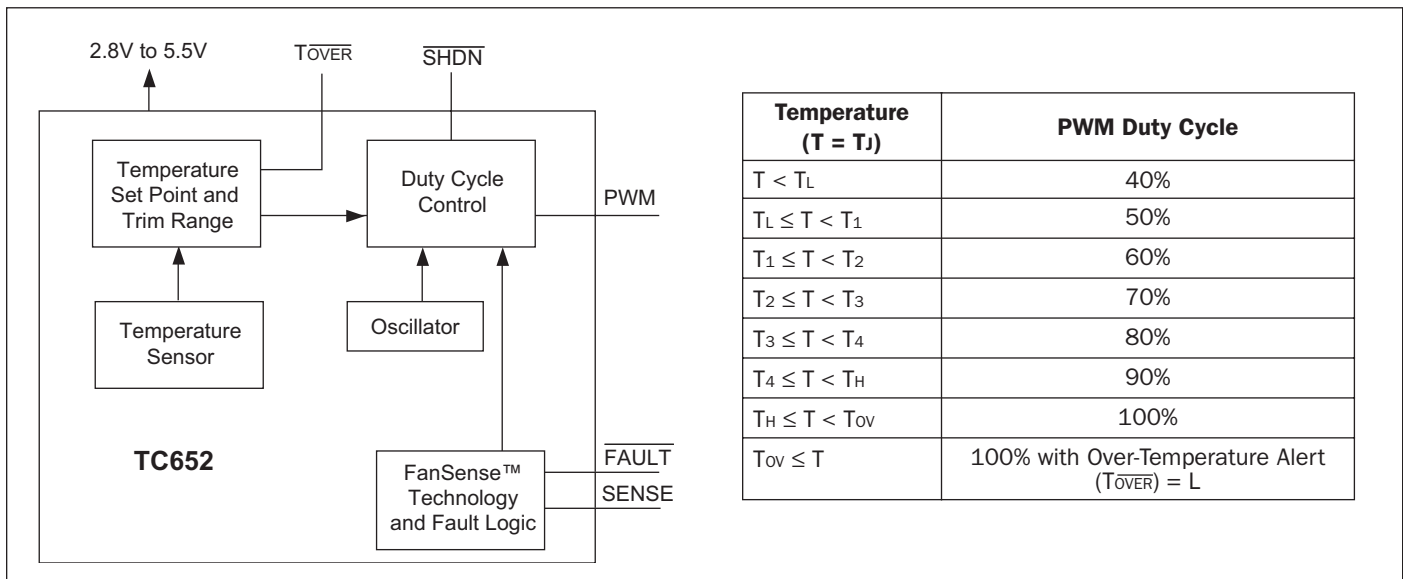 2.8V to 5.5V
TOVER
SHDN
Temperature
Set Point and
Trim Range
Duty Cycle
Control
PWM
Temperature
Sensor
Oscillator
TC652
FanSense™
Technology
and Fault Logic
FAULT
SENSE
Temperature
(T = TJ)
PWM Duty Cycle
T < TL
40%
TL ≤ T < T1
50%
T1 ≤ T < T2
60%
T2 ≤ T < T3
70%
T3 ≤ T < T4
80%
T4 ≤ T < TH
90%
TH ≤ T < TOV
100%
TOV ≤ T
100% with Over-Temperature Alert
(TOVER) = L